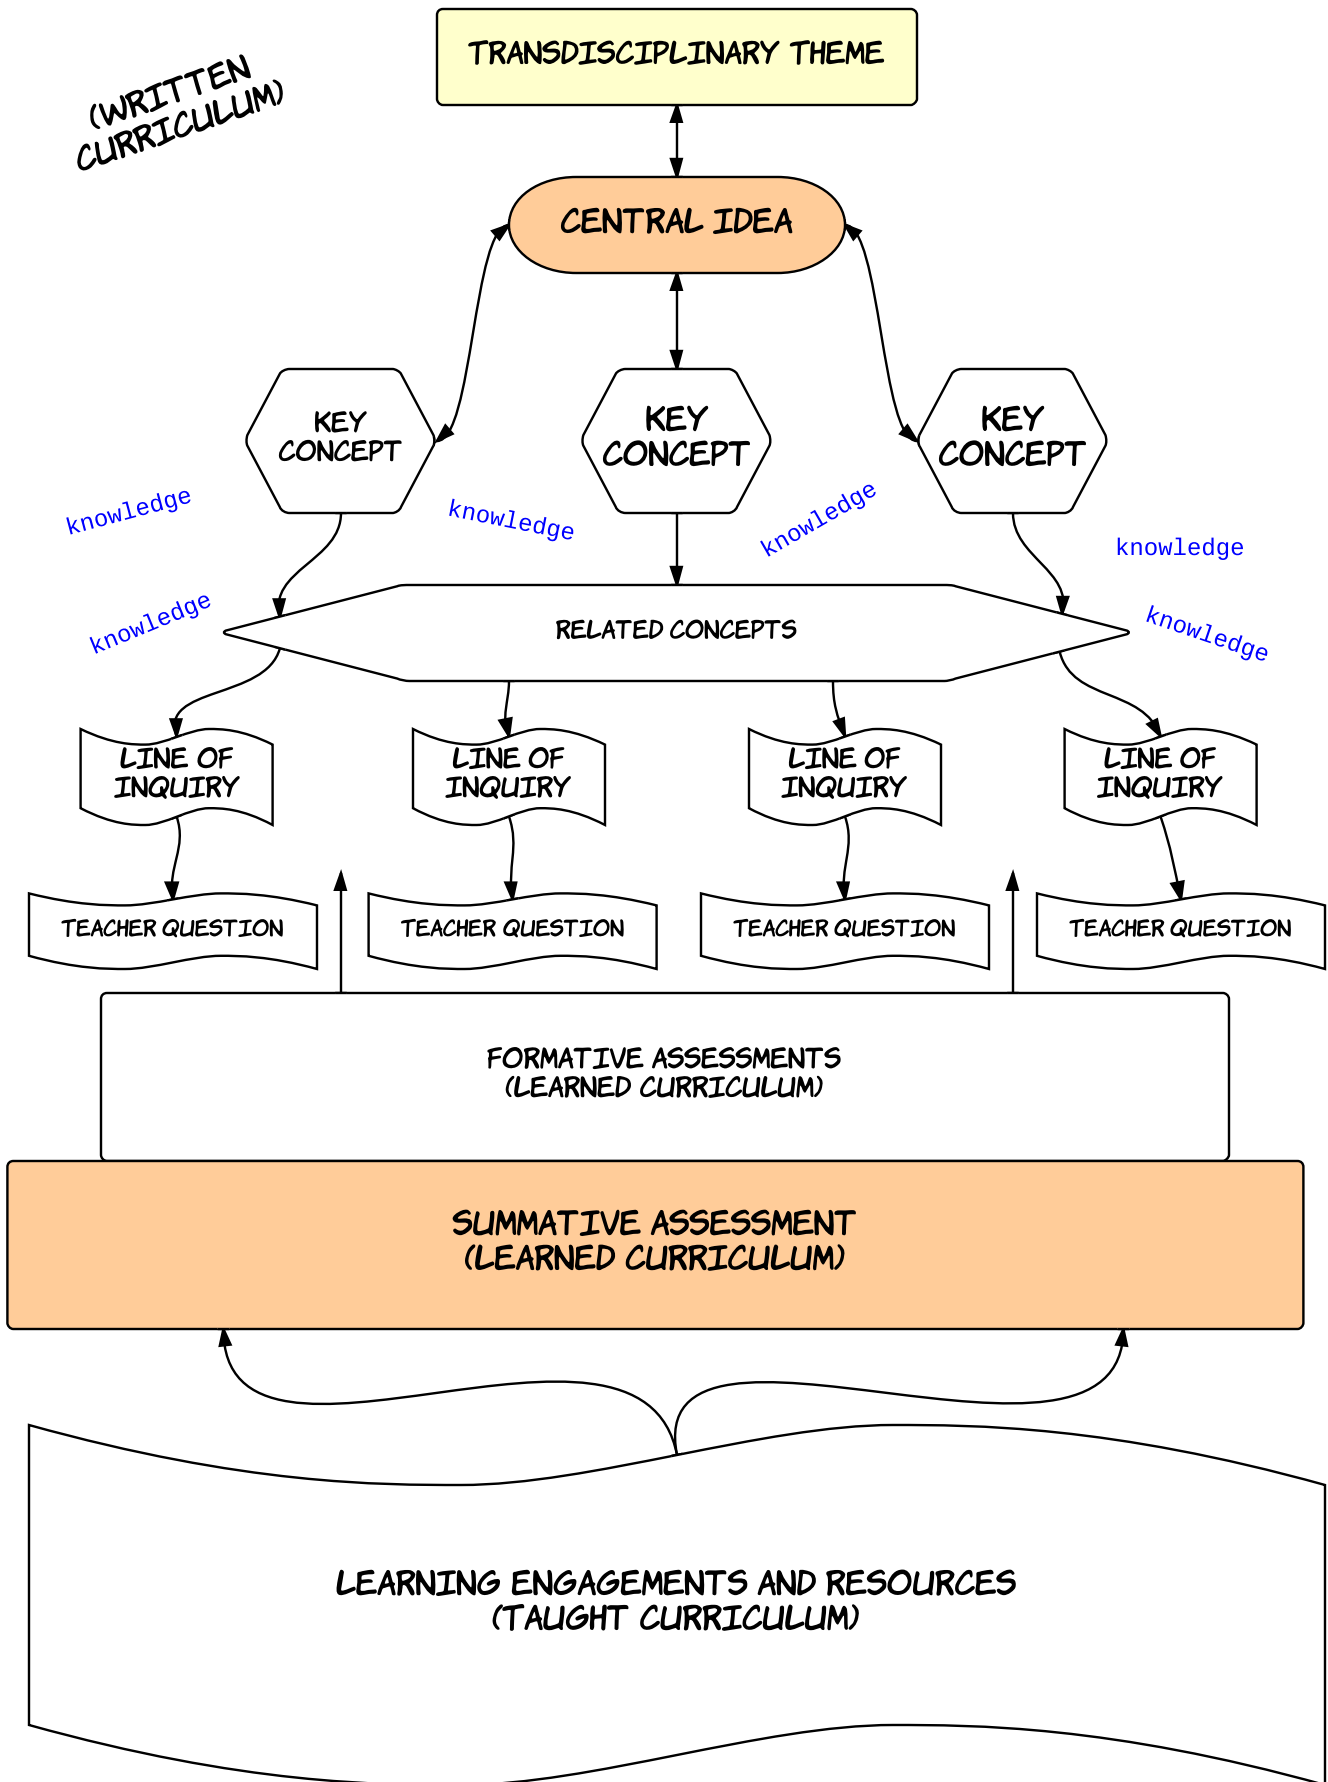 TRANSDISCIPLINARY THEME
(WRITTEN
CURRICULUM)
CENTRAL IDEA
KEY
CONCEPT
KEY
CONCEPT
KEY
CONCEPT
knowledge
knowledge
knowledge
knowledge
knowledge
knowledge
RELATED CONCEPTS
LINE OF
INQUIRY
LINE OF
INQUIRY
LINE OF
INQUIRY
LINE OF
INQUIRY
TEACHER QUESTION
TEACHER QUESTION
TEACHER QUESTION
TEACHER QUESTION
FORMATIVE ASSESSMENTS
(LEARNED CURRICULUM)
SUMMATIVE ASSESSMENT
(LEARNED CURRICULUM)
LEARNING ENGAGEMENTS AND RESOURCES
(TAUGHT CURRICULUM)